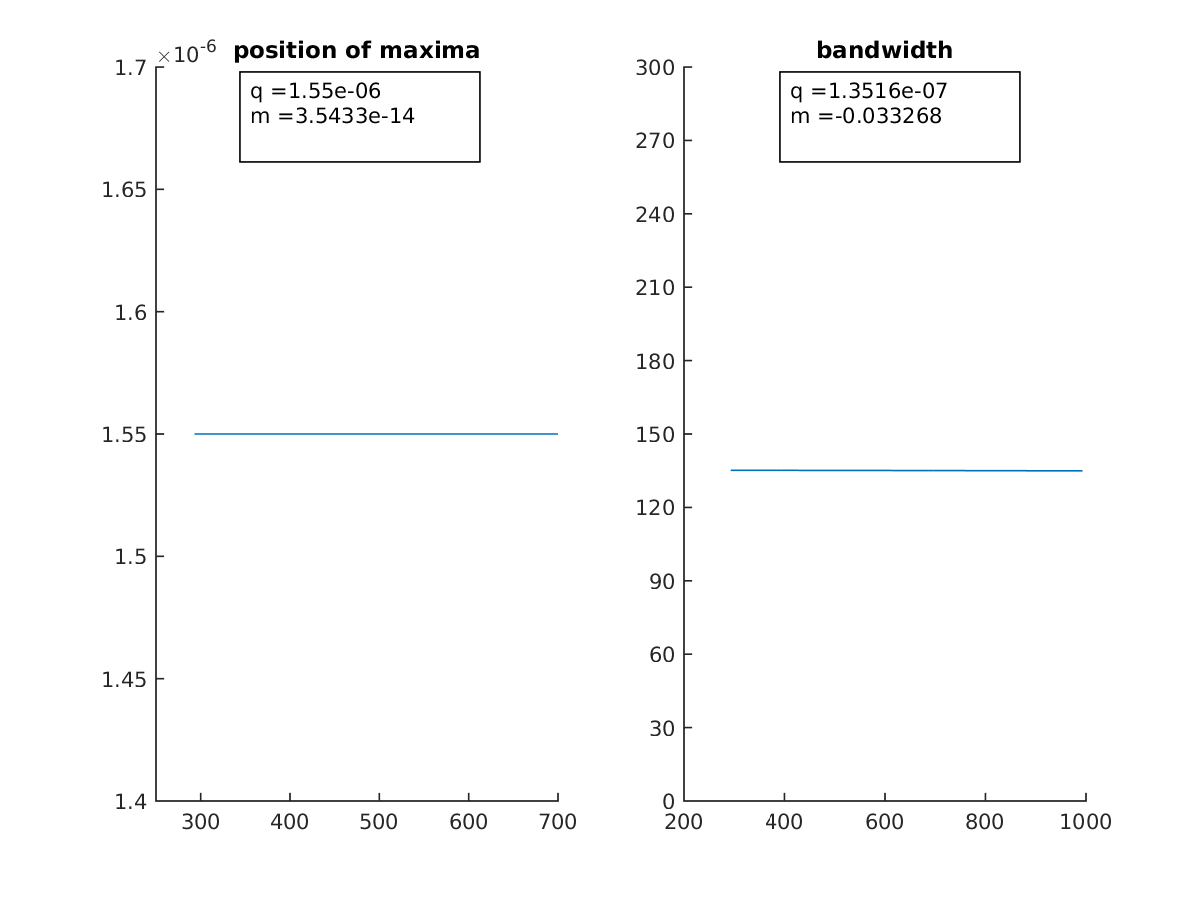 ×10^-6 position of maxima
q =1.55e-06
m =3.5433e-14
1.7
1.65
1.6
1.55
1.5
1.45
1.4
300 400 500 600 700
bandwidth
q =1.3516e-07
m =-0.033268
300
270
240
210
180
150
120
90
60
30
0
200 400 600 800 1000